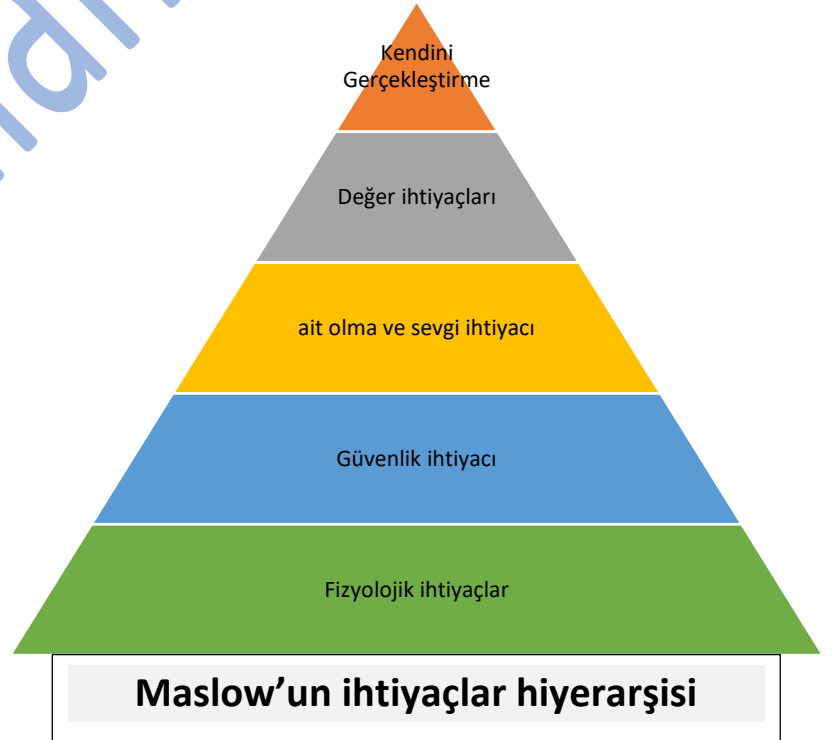 Kendini
Gerçekleştirme
Değer ihtiyaçları
ait olma ve sevgi ihtiyacı
Güvenlik ihtiyacı
Fizyolojik ihtiyaçlar
Maslow’un ihtiyaçlar hiyerarşisi